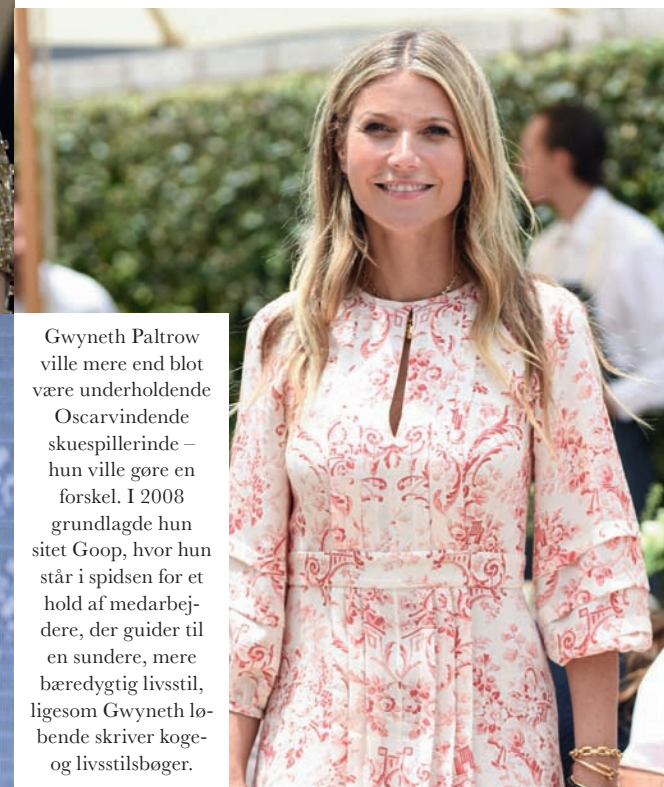 Gwyneth Paltrow
ville mere end blot
være underholdende
Oscarvindende
skuespillerinde –
hun ville gøre en
forskel. I 2008
grundlagde hun
sitet Goop, hvor hun
står i spidsen for et
hold af medarbej-
dere, der guider til
en sundere, mere
bæredygtig livsstil,
ligesom Gwyneth lø-
bende skriver koge-
og livsstilsbøger.